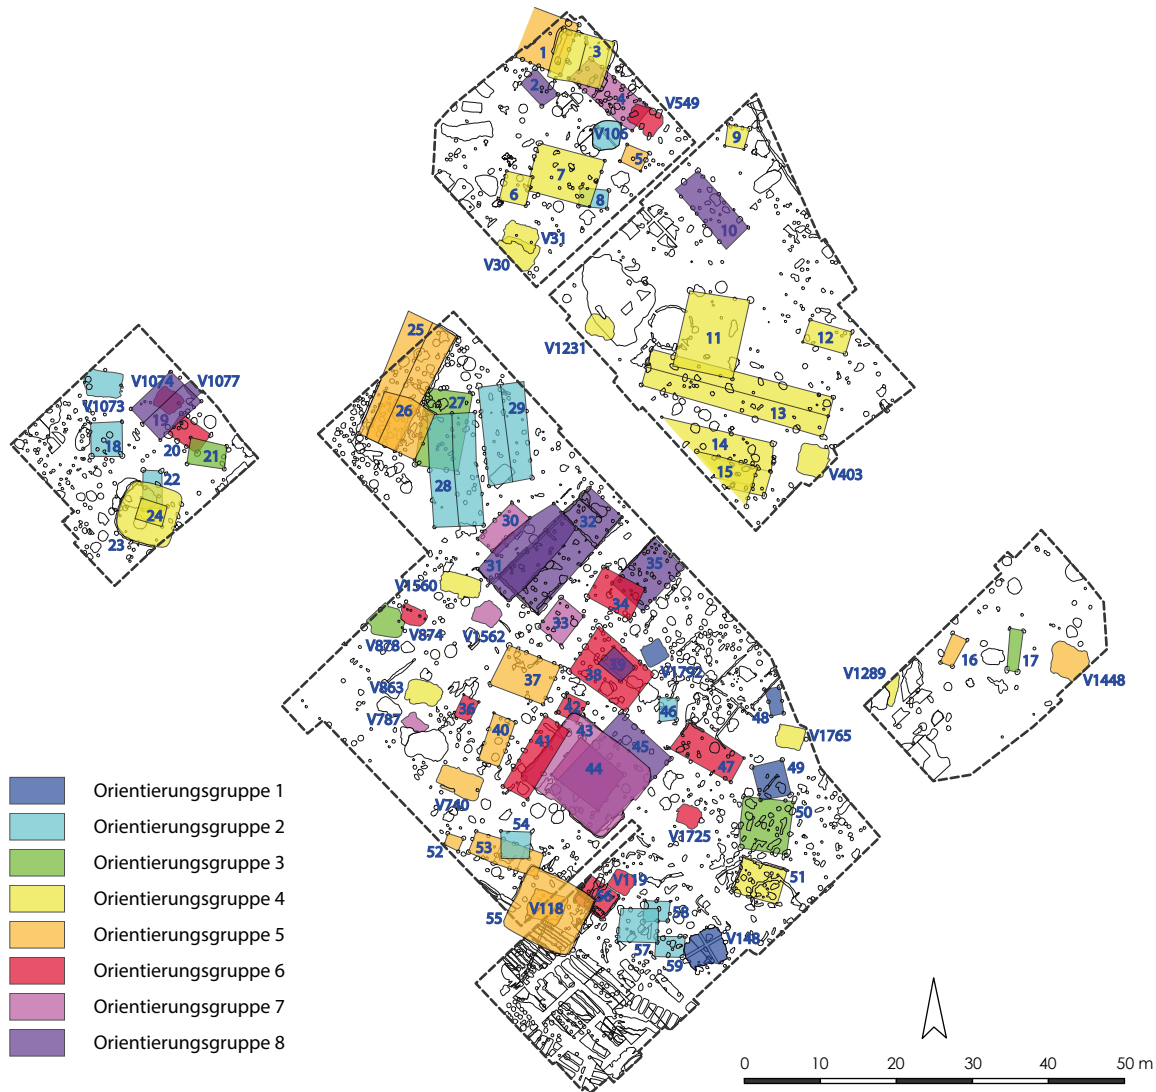 1
3
2
4
V549
V106
5
9
7
6
8
10
V31
V30
V1231
11
12
13
14
15
V403
25
26
27
29
28
V1074
V1077
V1073
19
18
20
21
22
24
23
30
32
31
35
V1560
34
V874
V878
V1562
33
39
38
V1792
37
V863
36
42
46
48
V787
40
41
43
45
V1765
44
47
49
V740
50
54
V1725
52
53
51
V119
56
V118
55
58
57
V148
59
16
17
V1289
V1448
Orientierungsgruppe 1
Orientierungsgruppe 2
Orientierungsgruppe 3
Orientierungsgruppe 4
Orientierungsgruppe 5
Orientierungsgruppe 6
Orientierungsgruppe 7
Orientierungsgruppe 8
0 10 20 30 40 50 m